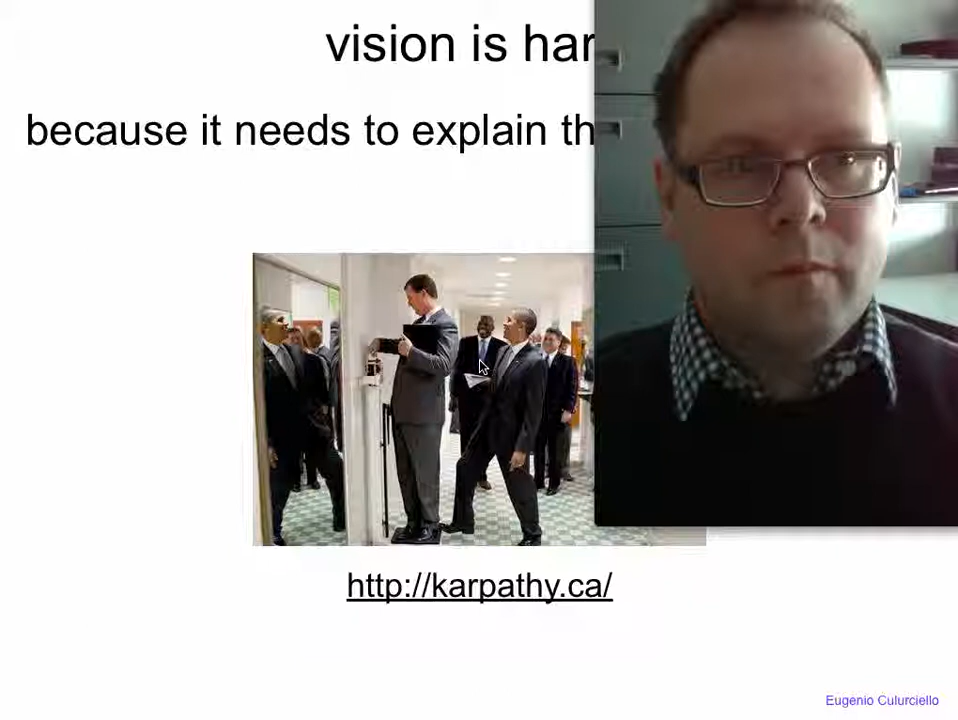 vision is har
because it needs to explain th
http://karpathy.ca/
Eugenio Culurciello